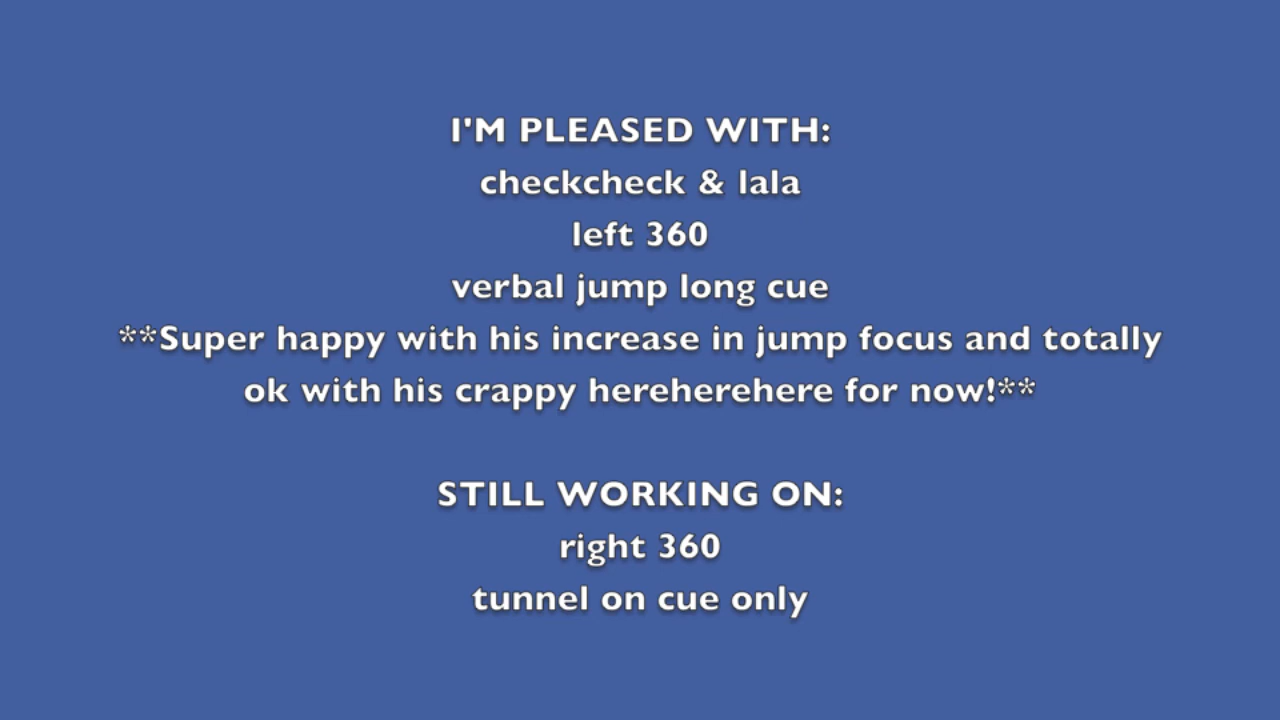 I'M PLEASED WITH:
checkcheck & lala
left 360
verbal jump long cue
**Super happy with his increase in jump focus and totally
ok with his crappy hereherehere for now!**
STILL WORKING ON:
right 360
tunnel on cue only